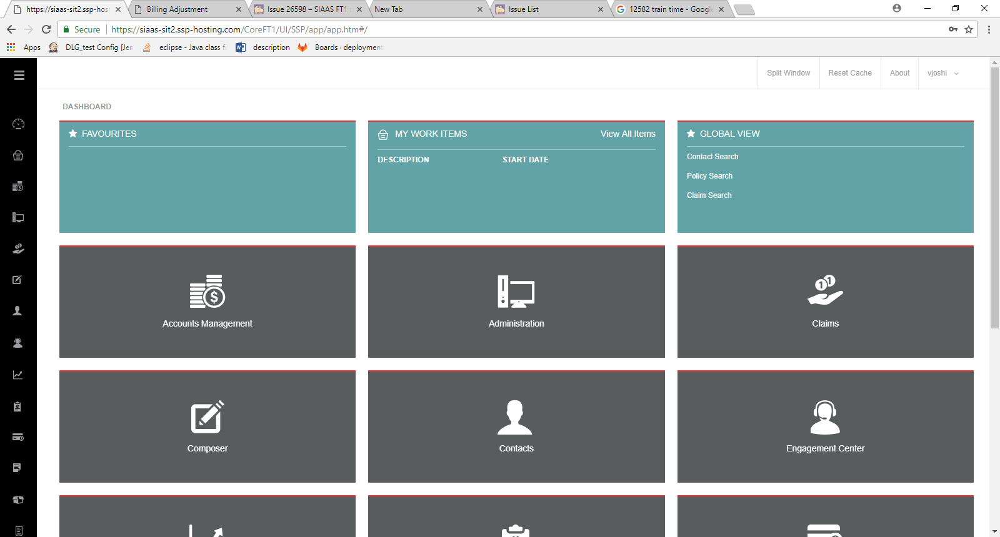 https://siaas-sit2.ssp-hos
Billing Adjustment
Issue 26598 – SIAAS FT1
New Tab
Issue List
12582 train time - Googl
Secure
https://siaas-sit2.ssp-hosting.com/CoreFT1/UI/SSP/app/app.htm#/
Apps
DLG_test Config [Jen
eclipse - Java class fi
description
Boards · deployment
Split Window
Reset Cache
About
vjoshi
DASHBOARD
FAVOURITES
MY WORK ITEMS
View All Items
DESCRIPTION
START DATE
GLOBAL VIEW
Contact Search
Policy Search
Claim Search
Accounts Management
Administration
Claims
Composer
Contacts
Engagement Center